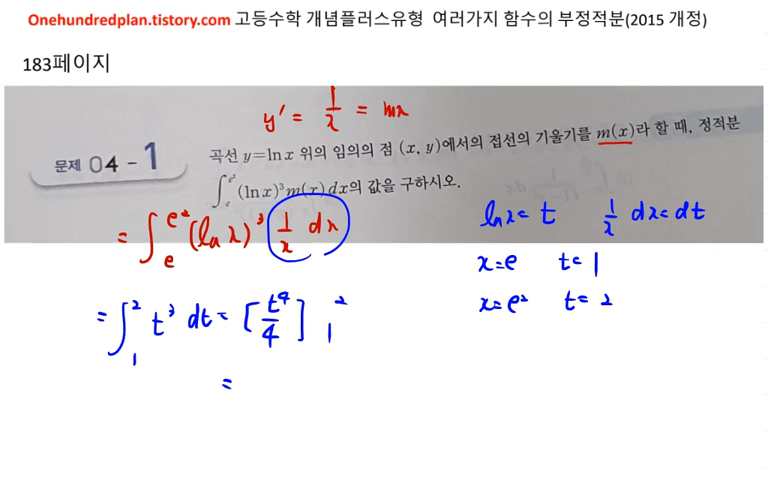 Onehundredplan.tistory.com 고등수학 개념플러스유형 여러가지 함수의 부정적분(2015 개정)
183페이지
y' = 1/x = mx
문제 04-1
곡선 y=ln x 위의 임의의 점 (x, y)에서의 접선의 기울기를 m(x)라 할 때, 정적분
∫_e^{e²} (ln x)³ m(x) dx의 값을 구하시오.
= ∫_e^{e²} (ln x)³ 1/x dx
= ∫_1^2 t³ dt = [t⁴/4]_1^2
=
ln x = t 1/x dx = dt
x=e t=1
x=e² t=2